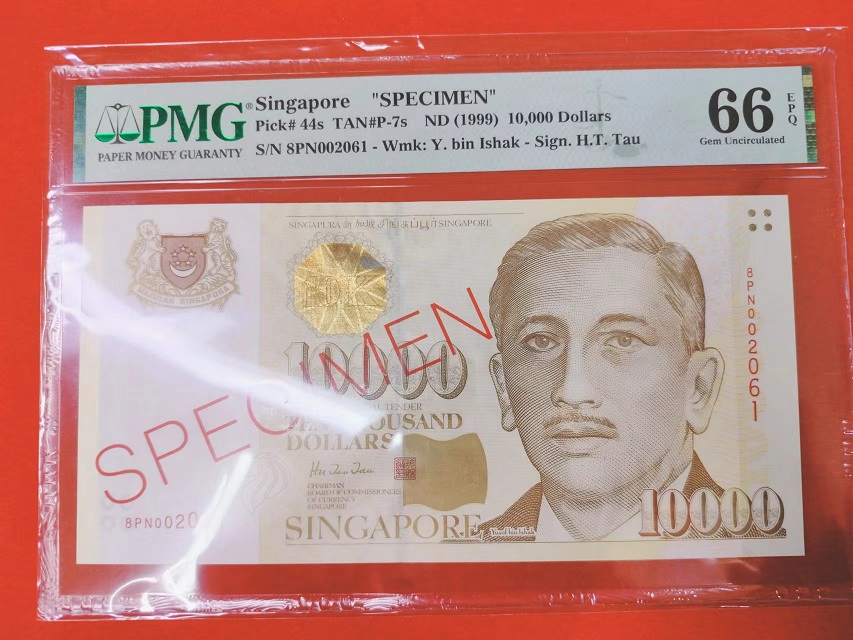 PMG®
PAPER MONEY GUARANTY
Singapore "SPECIMEN"
Pick# 44s TAN#P-7s ND (1999) 10,000 Dollars
S/N 8PN002061 - Wmk: Y. bin Ishak - Sign. H.T. Tau
66
EPQ
Gem Uncirculated
SINGAPURA SINGAPORE
8PN002061
SPECIMEN
10000
THOUSAND
DOLLARS
CHAIRMAN
BOARD OF COMMISSIONERS
OF CURRENCY
SINGAPORE
8PN0020
SINGAPORE
10000